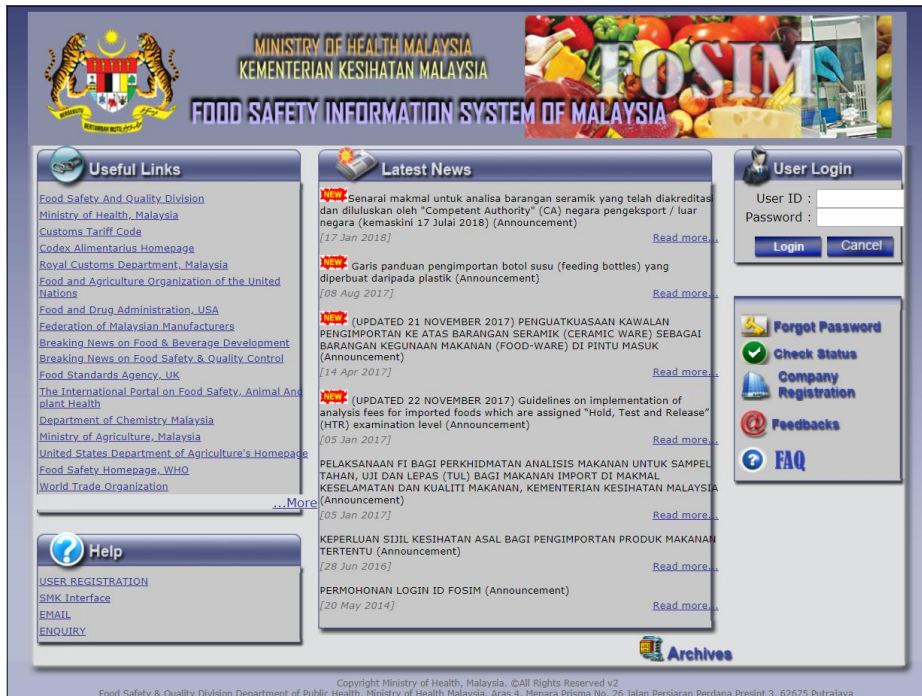 MINISTRY OF HEALTH MALAYSIA
KEMENTERIAN KESIHATAN MALAYSIA
FOOD SAFETY INFORMATION SYSTEM OF MALAYSIA
FoSIM
BERSEKUTU BERTAMBAH MUTU
Useful Links
Food Safety And Quality Division
Ministry of Health, Malaysia
Customs Tariff Code
Codex Alimentarius Homepage
Royal Customs Department, Malaysia
Food and Agriculture Organization of the United
Nations
Food and Drug Administration, USA
Federation of Malaysian Manufacturers
Breaking News on Food & Beverage Development
Breaking News on Food Safety & Quality Control
Food Standards Agency, UK
The International Portal on Food Safety, Animal And
plant Health
Department of Chemistry Malaysia
Ministry of Agriculture, Malaysia
United States Department of Agriculture's Homepage
Food Safety Homepage, WHO
World Trade Organization
...More
Help
USER REGISTRATION
SMK Interface
EMAIL
ENQUIRY
Latest News
NEW Senarai makmal untuk analisa barangan seramik yang telah diakreditasi
dan diluluskan oleh "Competent Authority" (CA) negara pengeksport / luar
negara (kemaskini 17 Julai 2018) (Announcement)
[17 Jan 2018] Read more...
NEW Garis panduan pengimportan botol susu (feeding bottles) yang
diperbuat daripada plastik (Announcement)
[08 Aug 2017] Read more...
NEW (UPDATED 21 NOVEMBER 2017) PENGUATKUASAAN KAWALAN
PENGIMPORTAN KE ATAS BARANGAN SERAMIK (CERAMIC WARE) SEBAGAI
BARANGAN KEGUNAAN MAKANAN (FOOD-WARE) DI PINTU MASUK
(Announcement)
[14 Apr 2017] Read more...
NEW (UPDATED 22 NOVEMBER 2017) Guidelines on implementation of
analysis fees for imported foods which are assigned "Hold, Test and Release"
(HTR) examination level (Announcement)
[05 Jan 2017] Read more...
PELAKSANAAN FI BAGI PERKHIDMATAN ANALISIS MAKANAN UNTUK SAMPEL
TAHAN, UJI DAN LEPAS (TUL) BAGI MAKANAN IMPORT DI MAKMAL
KESELAMATAN DAN KUALITI MAKANAN, KEMENTERIAN KESIHATAN MALAYSIA
(Announcement)
[05 Jan 2017] Read more...
KEPERLUAN SIJIL KESIHATAN ASAL BAGI PENGIMPORTAN PRODUK MAKANAN
TERTENTU (Announcement)
[28 Jun 2016] Read more...
PERMOHONAN LOGIN ID FOSIM (Announcement)
[20 May 2014] Read more...
Archives
User Login
User ID :
Password :
Login Cancel
Forgot Password
Check Status
Company
Registration
Feedbacks
FAQ
Copyright Ministry of Health, Malaysia. ©All Rights Reserved v2
Food Safety & Quality Division Department of Public Health, Ministry of Health Malaysia, Aras 4, Menara Prisma No. 26 Jalan Persiaran Perdana Presint 3, 62675 Putrajaya